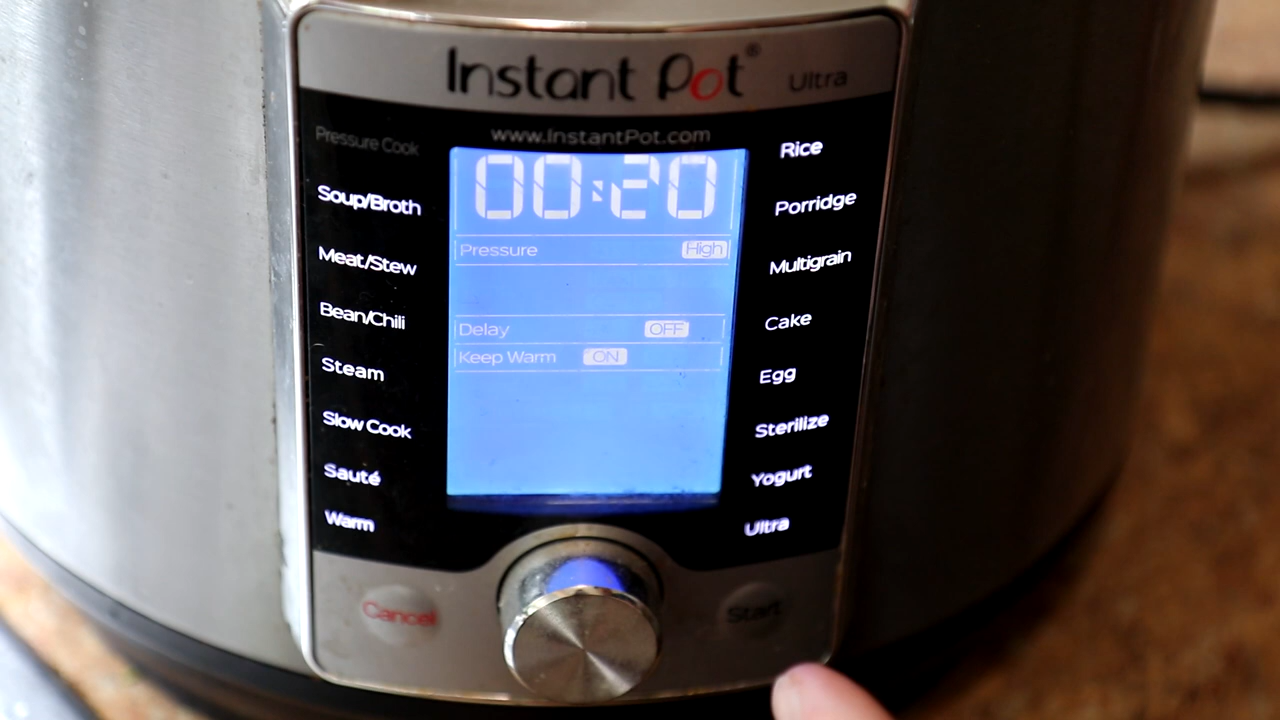 Instant Pot® Ultra
www.InstantPot.com
Pressure Cook
Soup/Broth
Meat/Stew
Bean/Chili
Steam
Slow Cook
Sauté
Warm
00:20
Pressure High
Delay OFF
Keep Warm ON
Rice
Porridge
Multigrain
Cake
Egg
Sterilize
Yogurt
Ultra
Cancel
Start